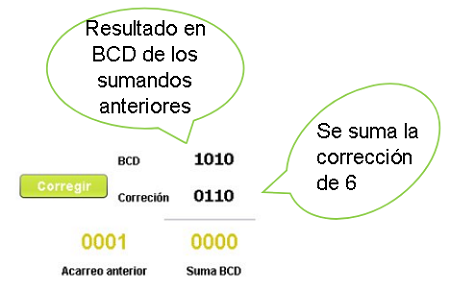 Resultado en
BCD de los
sumandos
anteriores
Se suma la
corrección
de 6
BCD 1010
Corregir
Correción 0110
0001 0000
Acarreo anterior Suma BCD